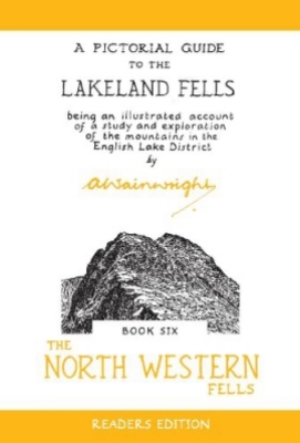 A PICTORIAL GUIDE
TO THE
LAKELAND FELLS
being an illustrated account
of a study and exploration
of the mountains in the
English Lake District
by
AWainwright
BOOK SIX
THE
NORTH WESTERN
FELLS
READERS EDITION